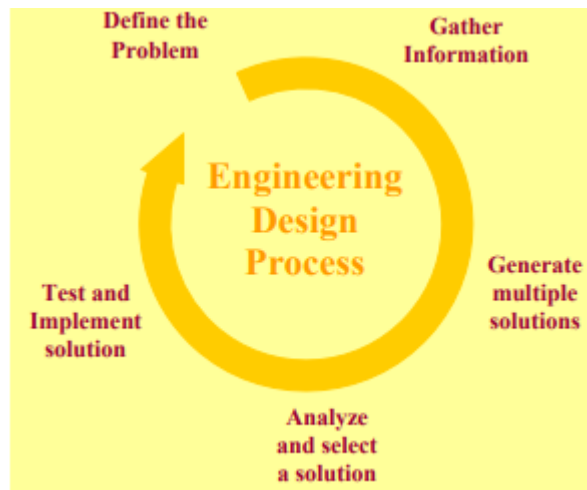 Define the
Problem
Gather
Information
Engineering
Design
Process
Generate
multiple
solutions
Analyze
and select
a solution
Test and
Implement
solution